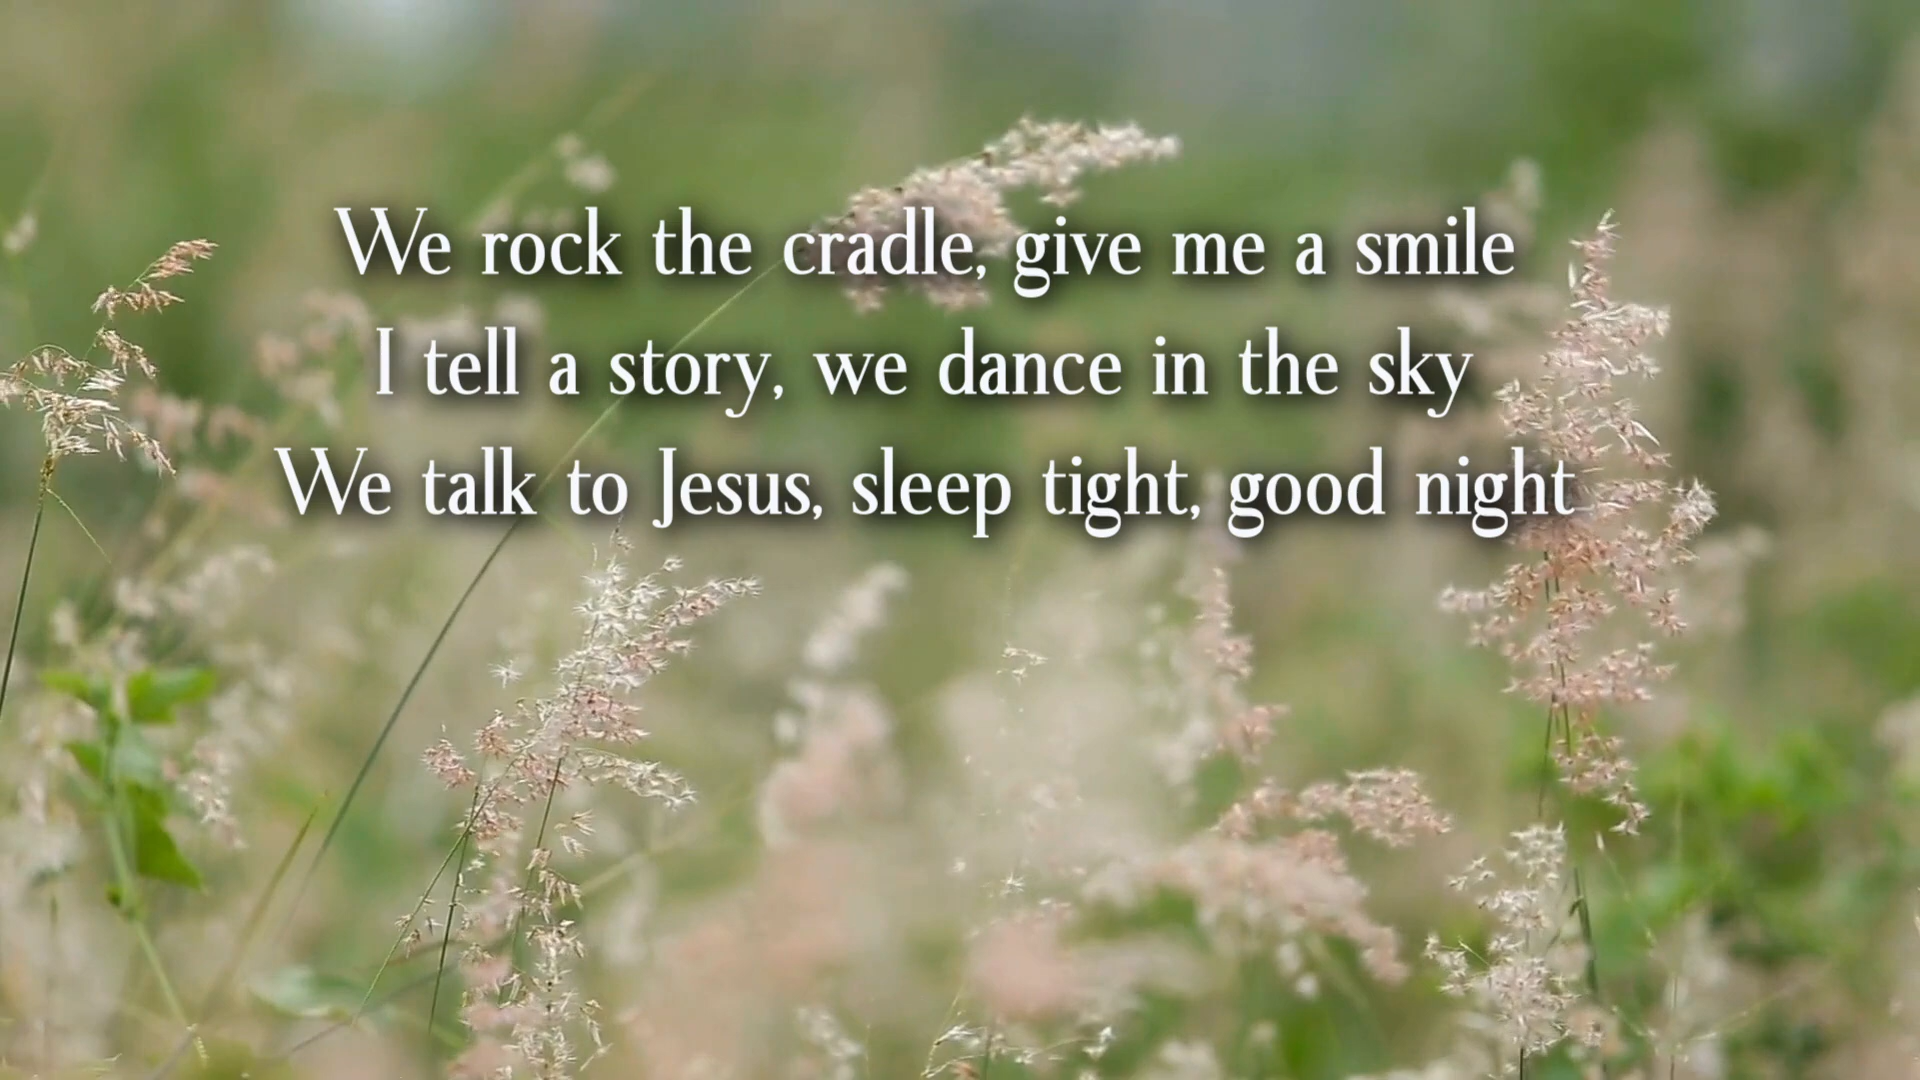 We rock the cradle, give me a smile
I tell a story, we dance in the sky
We talk to Jesus, sleep tight, good night